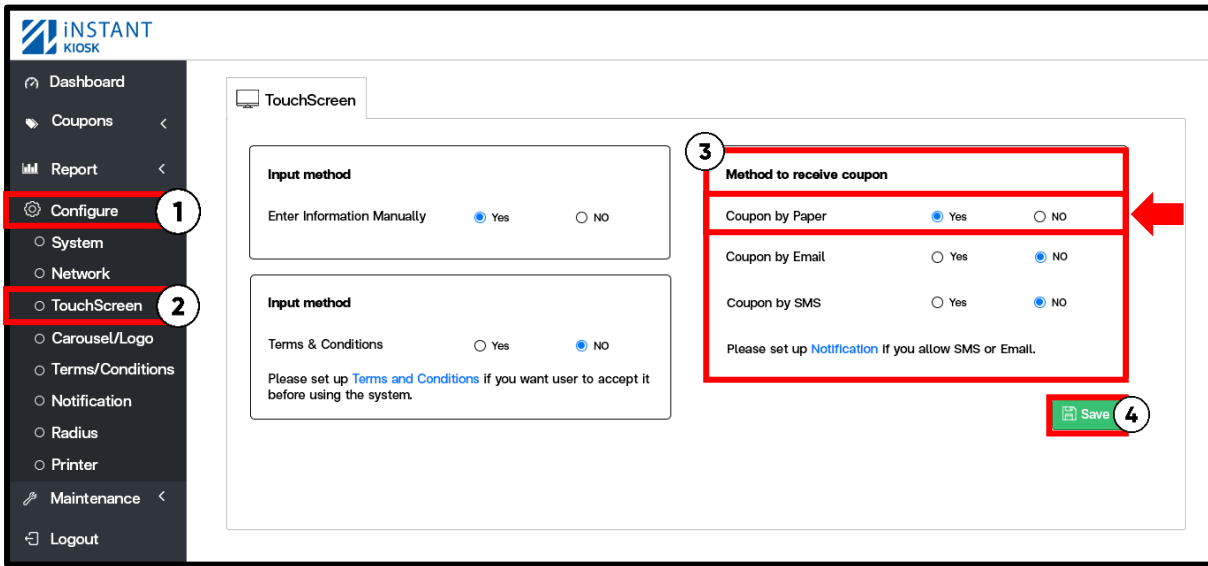 iNSTANT
KIOSK
Dashboard
Coupons
Report
Configure
1
System
Network
TouchScreen
2
Carousel/Logo
Terms/Conditions
Notification
Radius
Printer
Maintenance
Logout
TouchScreen
Input method
Enter Information Manually Yes NO
Input method
Terms & Conditions Yes NO
Please set up Terms and Conditions if you want user to accept it
before using the system.
3
Method to receive coupon
Coupon by Paper Yes NO
Coupon by Email Yes NO
Coupon by SMS Yes NO
Please set up Notification if you allow SMS or Email.
Save
4